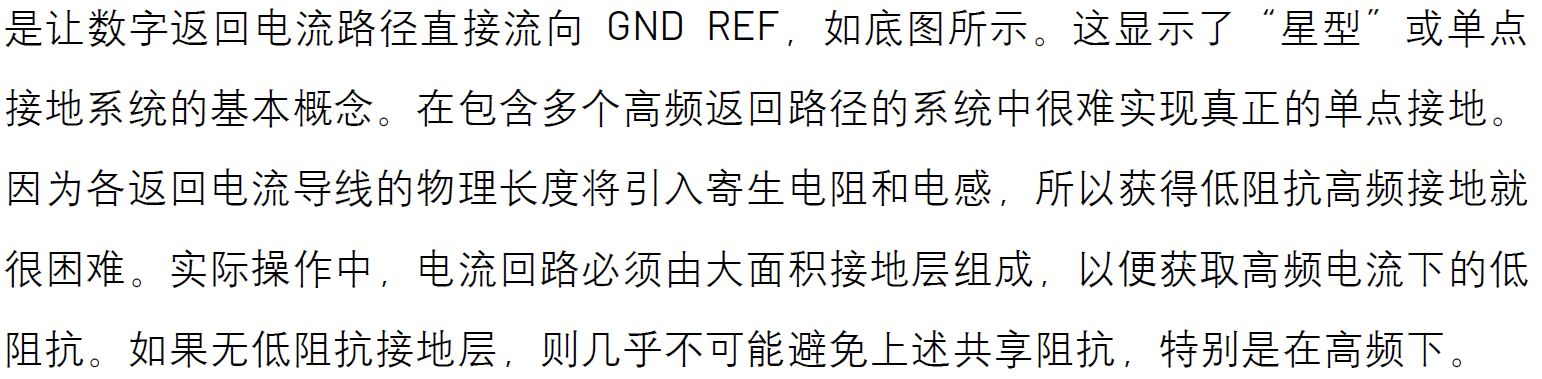 是让数字返回电流路径直接流向 GND REF，如底图所示。这显示了“星型”或单点
接地系统的基本概念。在包含多个高频返回路径的系统中很难实现真正的单点接地。
因为各返回电流导线的物理长度将引入寄生电阻和电感，所以获得低阻抗高频接地就
很困难。实际操作中，电流回路必须由大面积接地层组成，以便获取高频电流下的低
阻抗。如果无低阻抗接地层，则几乎不可能避免上述共享阻抗，特别是在高频下。